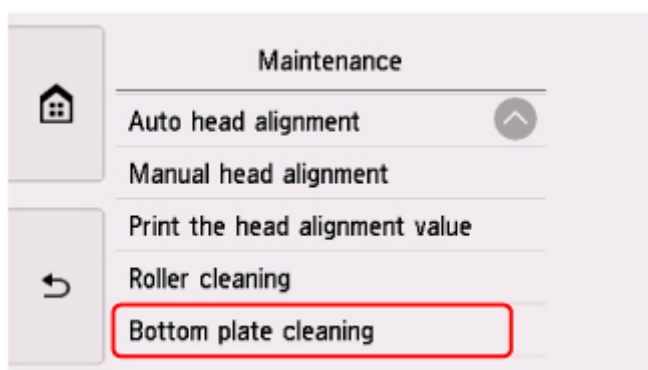 Maintenance
Auto head alignment
Manual head alignment
Print the head alignment value
Roller cleaning
Bottom plate cleaning